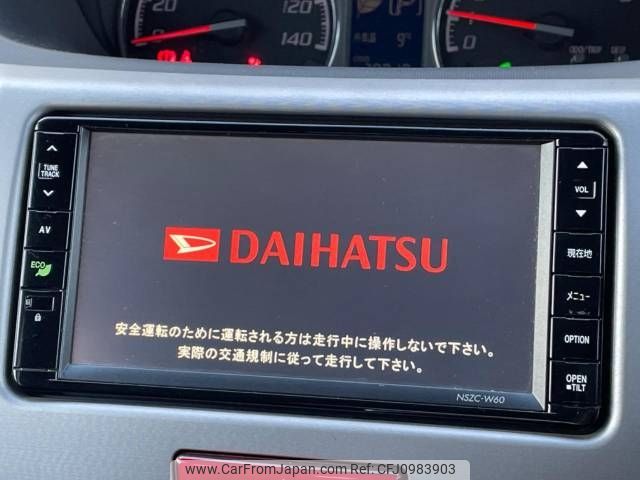 20
0
120
140
P
9°c
0
TUNE
TRACK
AV
ECO
DAIHATSU
安全運転のために運転される方は走行中に操作しないで下さい。
実際の交通規制に従って走行して下さい。
VOL
現在地
メニュー
OPTION
OPEN
■TILT
NSZC-W60
www.CarFromJapan.com - Ref#CFJ0983903